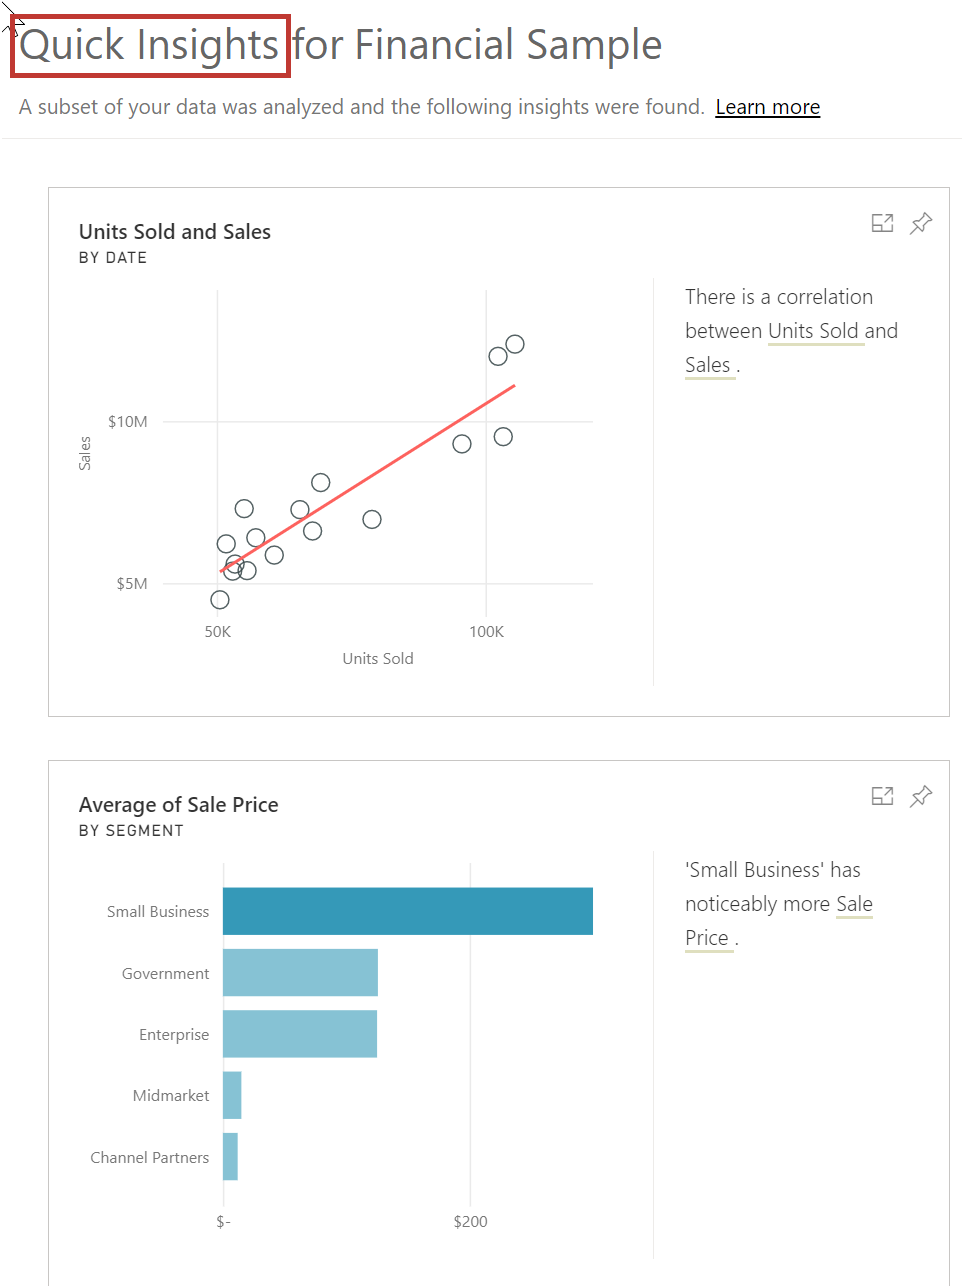 Quick Insights for Financial Sample
A subset of your data was analyzed and the following insights were found. Learn more
Units Sold and Sales
BY DATE
There is a correlation
between Units Sold and
Sales .
$10M
Sales
$5M
50K
100K
Units Sold
Average of Sale Price
BY SEGMENT
'Small Business' has
noticeably more Sale
Price .
Small Business
Government
Enterprise
Midmarket
Channel Partners
$-
$200